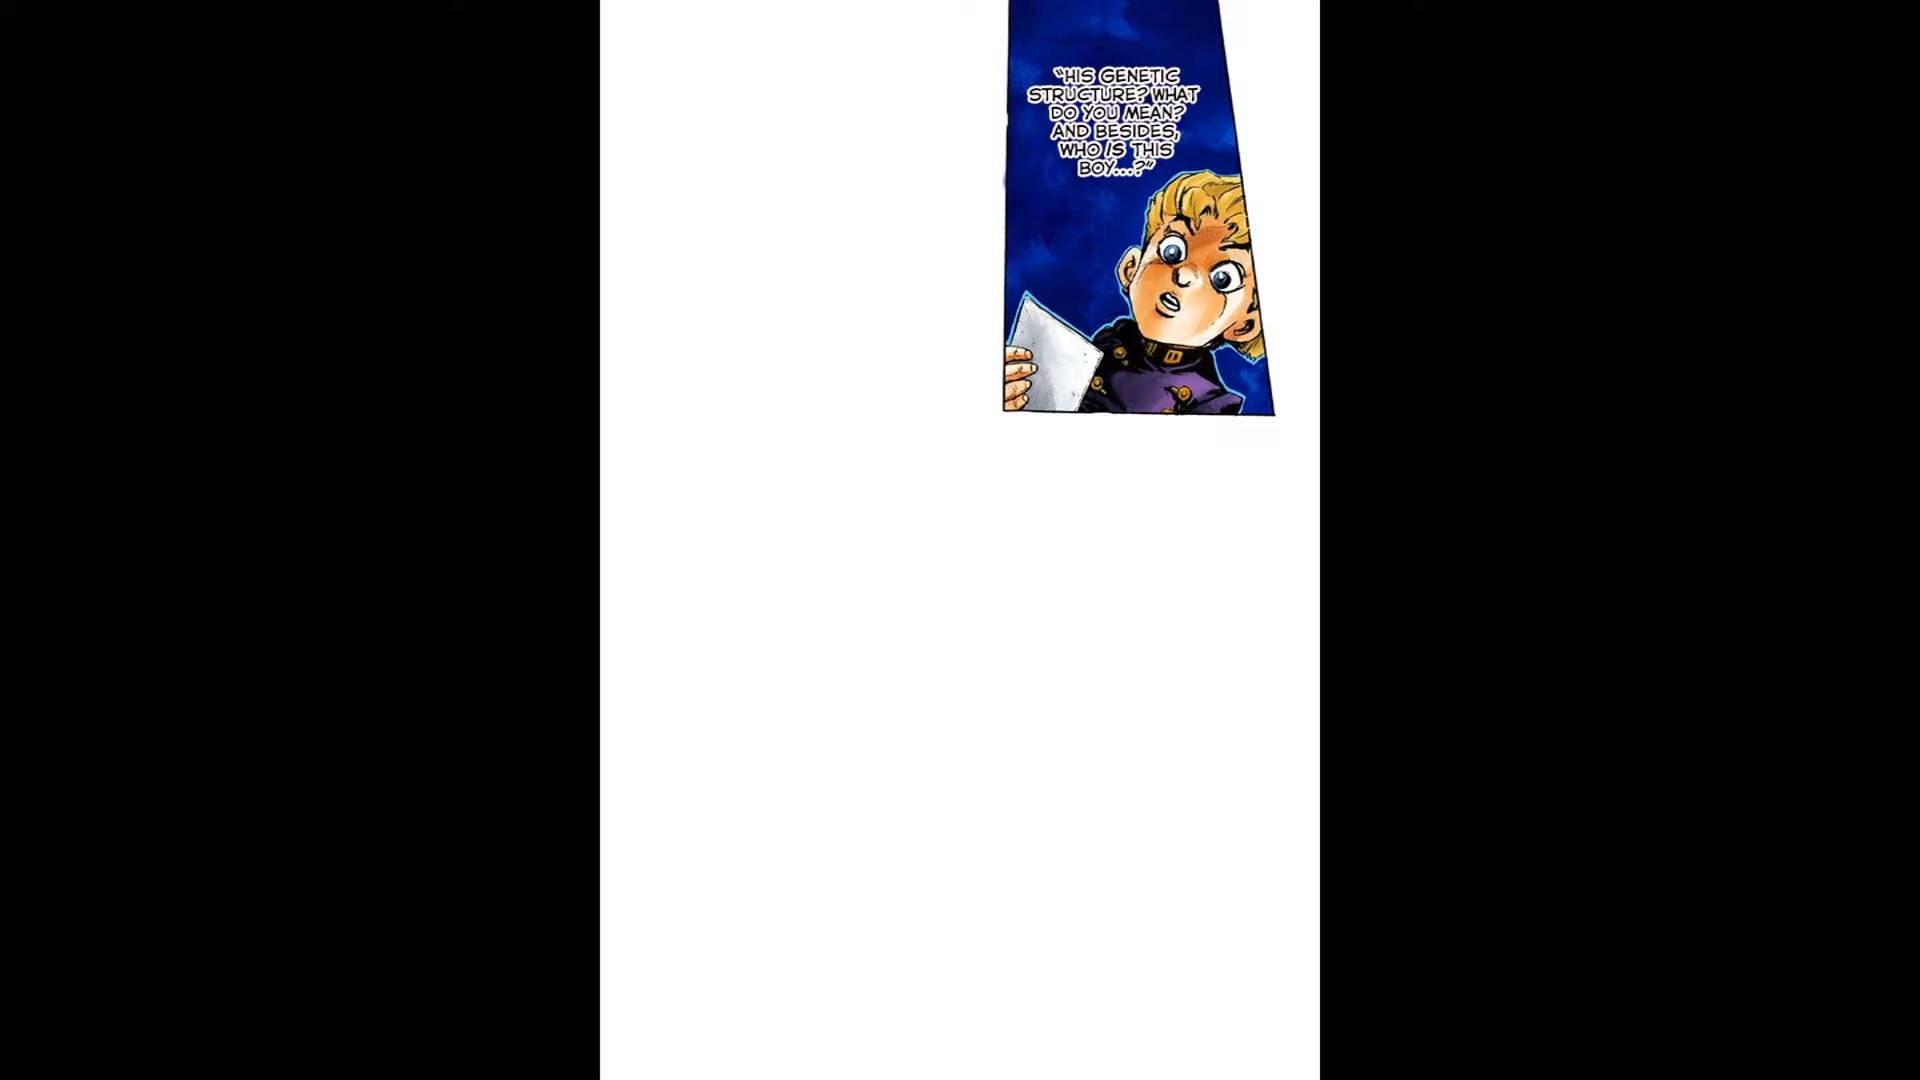 "HIS GENETIC
STRUCTURE? WHAT
DO YOU MEAN?
AND BESIDES,
WHO IS THIS
BOY...?"